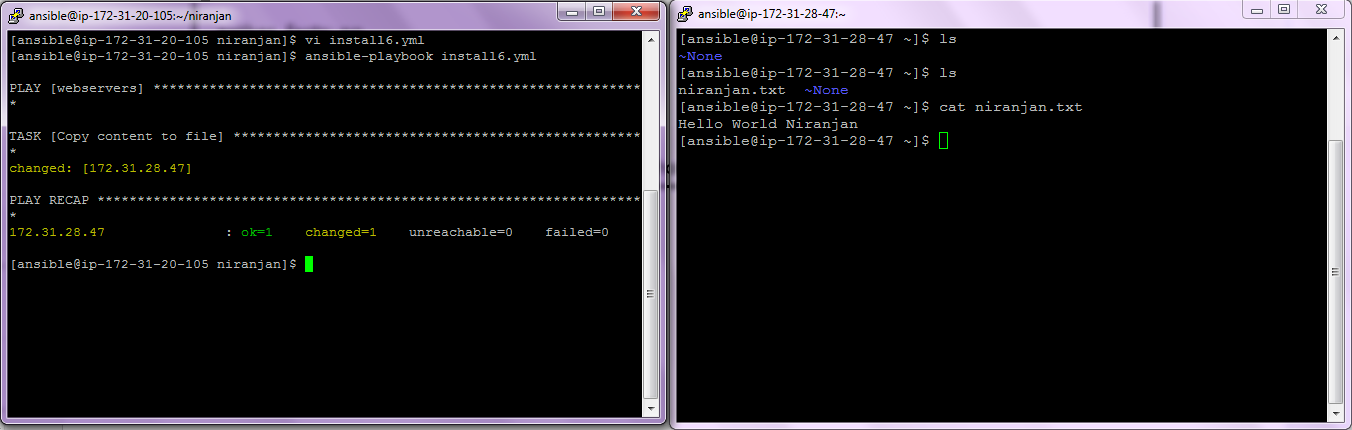 ansible@ip-172-31-20-105:~/niranjan
[ansible@ip-172-31-20-105 niranjan]$ vi install6.yml
[ansible@ip-172-31-20-105 niranjan]$ ansible-playbook install6.yml
PLAY [webservers] *************************************************************
*
TASK [Copy content to file] ***************************************************
*
changed: [172.31.28.47]
PLAY RECAP ********************************************************************
*
172.31.28.47               : ok=1    changed=1    unreachable=0    failed=0
[ansible@ip-172-31-20-105 niranjan]$
ansible@ip-172-31-28-47:~
[ansible@ip-172-31-28-47 ~]$ ls
~None
[ansible@ip-172-31-28-47 ~]$ ls
niranjan.txt  ~None
[ansible@ip-172-31-28-47 ~]$ cat niranjan.txt
Hello World Niranjan
[ansible@ip-172-31-28-47 ~]$